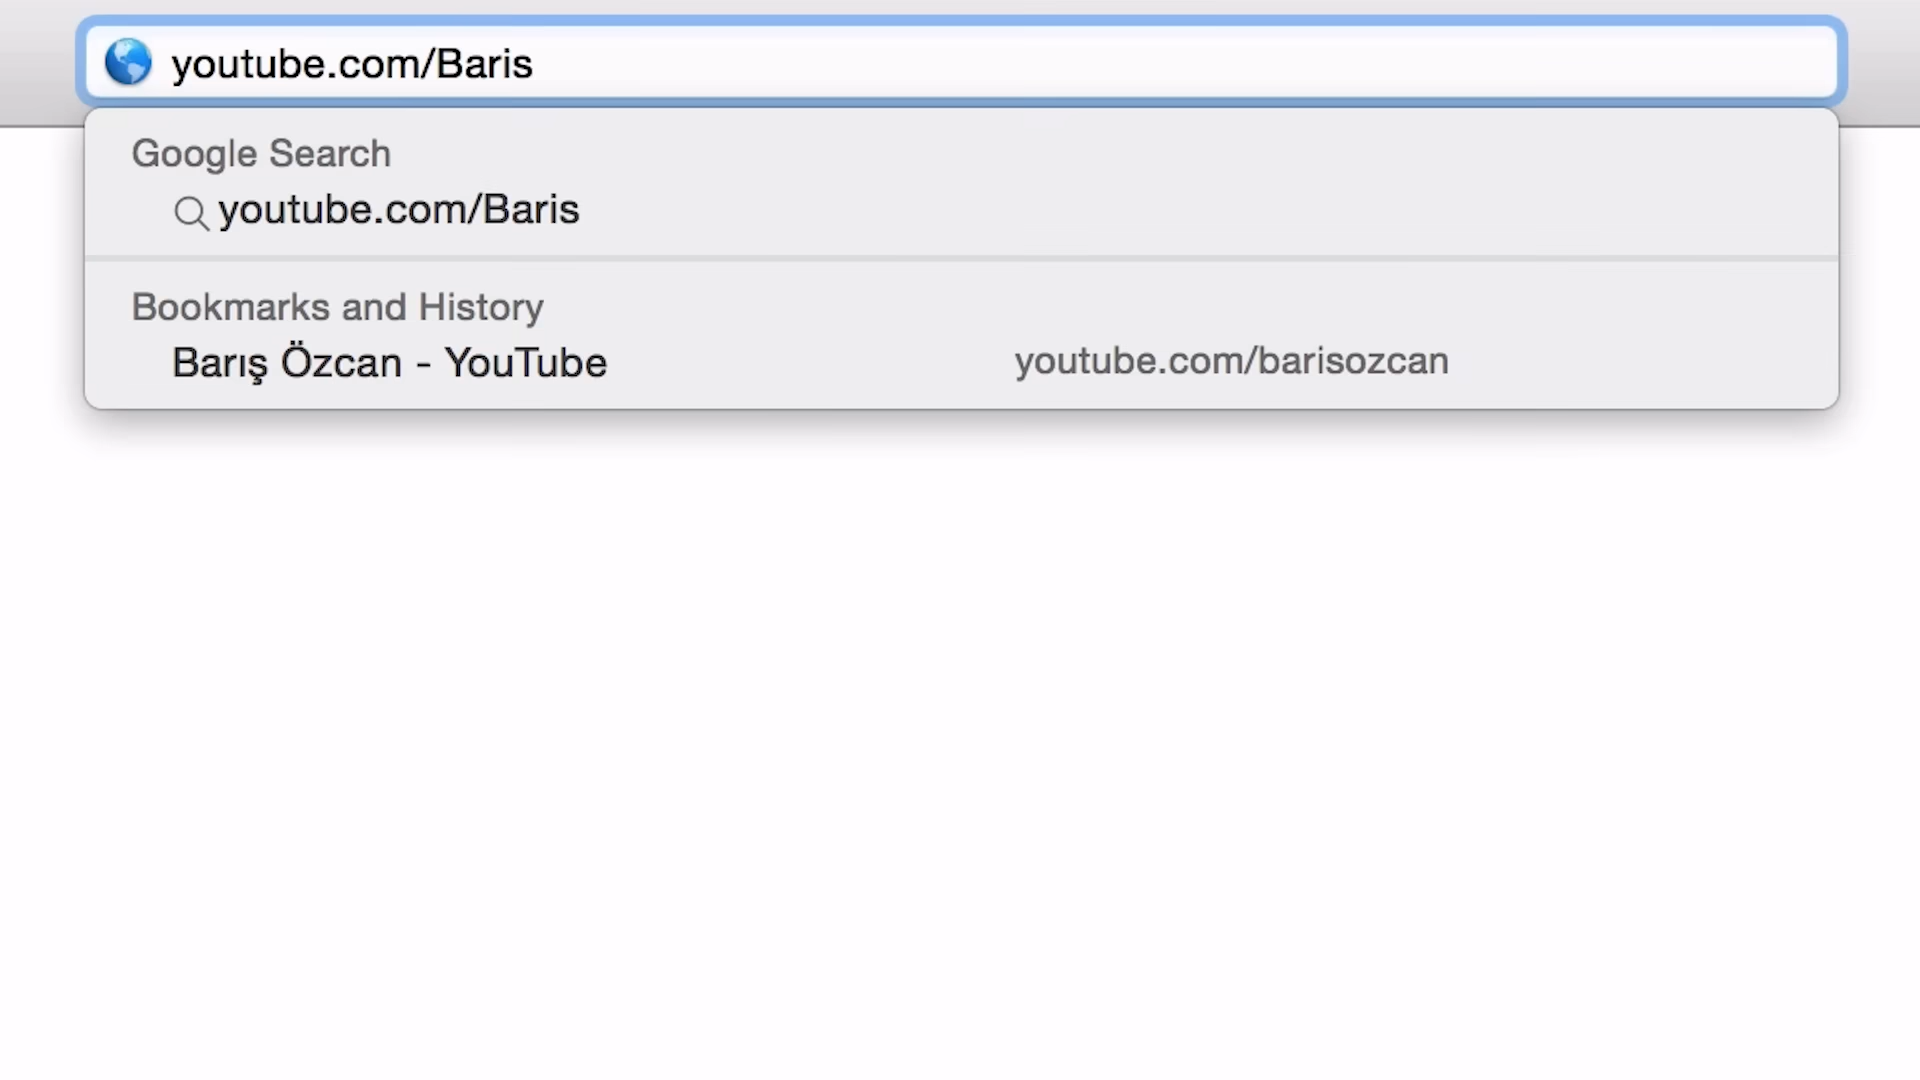 youtube.com/Baris
Google Search
youtube.com/Baris
Bookmarks and History
Barış Özcan - YouTube youtube.com/barisozcan